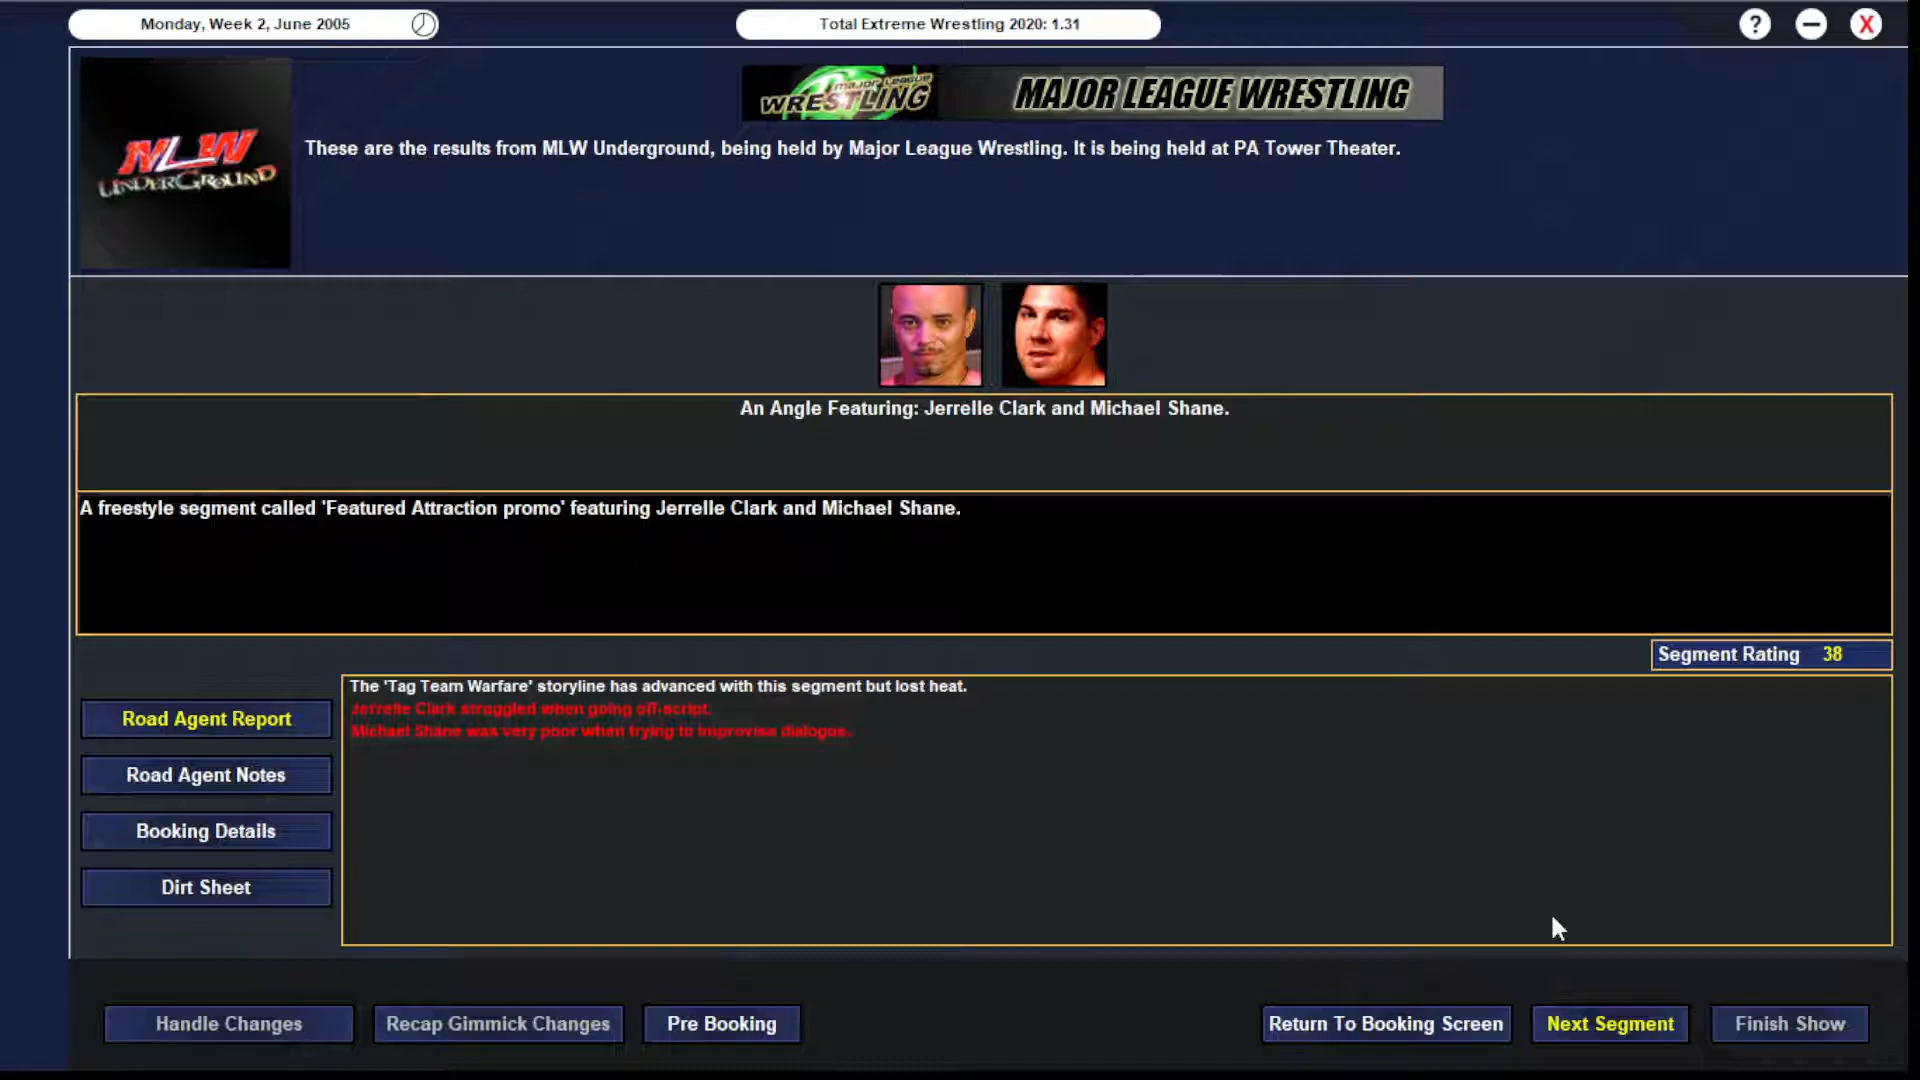 Monday, Week 2, June 2005
Total Extreme Wrestling 2020: 1.31
?
X
MAJOR LEAGUE
WRESTLING
MAJOR LEAGUE WRESTLING
MLW
UNDERGROUND
These are the results from MLW Underground, being held by Major League Wrestling. It is being held at PA Tower Theater.
An Angle Featuring: Jerrelle Clark and Michael Shane.
A freestyle segment called 'Featured Attraction promo' featuring Jerrelle Clark and Michael Shane.
Segment Rating 38
The 'Tag Team Warfare' storyline has advanced with this segment but lost heat.
Jerrelle Clark struggled when going off-script.
Michael Shane was very poor when trying to improvise dialogue.
Road Agent Report
Road Agent Notes
Booking Details
Dirt Sheet
Handle Changes
Recap Gimmick Changes
Pre Booking
Return To Booking Screen
Next Segment
Finish Show